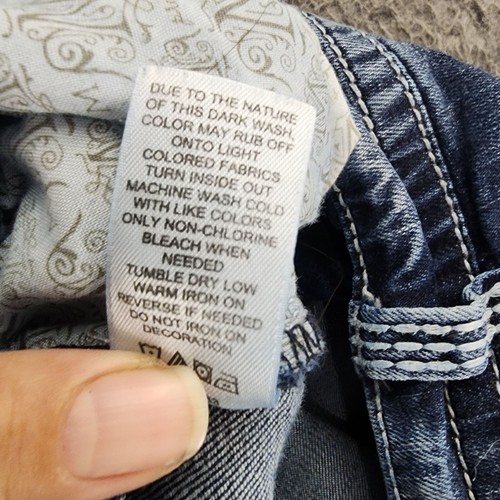 DUE TO THE NATURE
OF THIS DARK WASH,
COLOR MAY RUB OFF
ONTO LIGHT
COLORED FABRICS
TURN INSIDE OUT
MACHINE WASH COLD
WITH LIKE COLORS
ONLY NON-CHLORINE
BLEACH WHEN
NEEDED
TUMBLE DRY LOW
WARM IRON ON
REVERSE IF NEEDED
DO NOT IRON ON
DECORATION